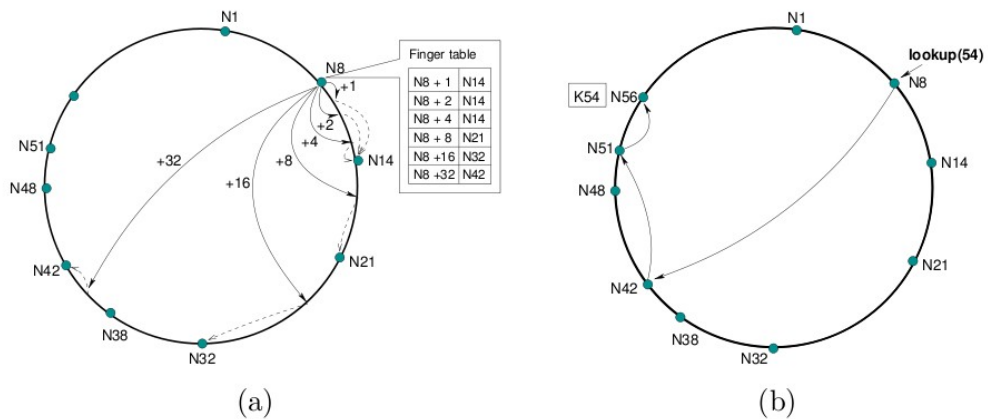 N1
N8
Finger table
N8 + 1 N14
N8 + 2 N14
N8 + 4 N14
N8 + 8 N21
N8 +16 N32
N8 +32 N42
+1
+2
+4
+8
+16
+32
N14
N21
N32
N38
N42
N48
N51
(a)
N1
lookup(54)
N8
K54 N56
N51
N48
N14
N42
N21
N38
N32
(b)